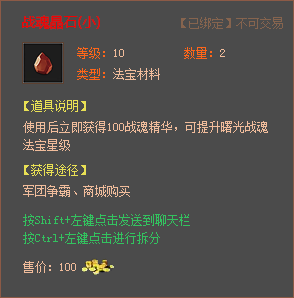 战魂晶石(小) 【已绑定】不可交易
等级：10 数量：2
类型：法宝材料
【道具说明】
使用后立即获得100战魂精华，可提升曙光战魂
法宝星级
【获得途径】
军团争霸、商城购买
按Shift+左键点击发送到聊天栏
按Ctrl+左键点击进行拆分
售价：100